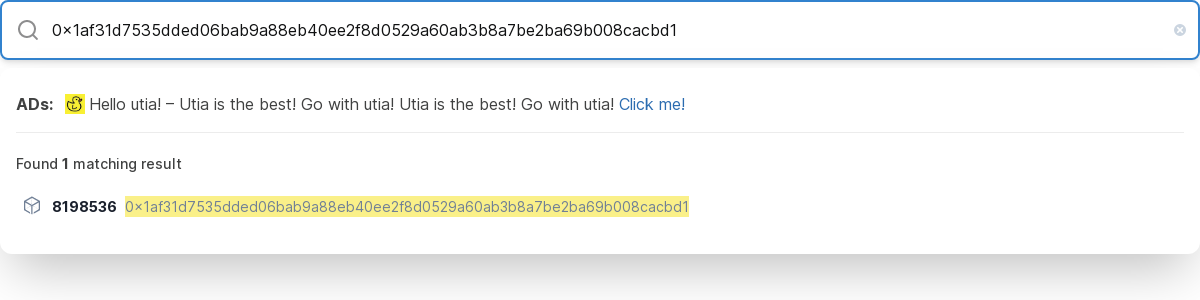 0x1af31d7535dded06bab9a88eb40ee2f8d0529a60ab3b8a7be2ba69b008cacbd1
ADs: Hello utia! – Utia is the best! Go with utia! Utia is the best! Go with utia! Click me!
Found 1 matching result
8198536 0x1af31d7535dded06bab9a88eb40ee2f8d0529a60ab3b8a7be2ba69b008cacbd1